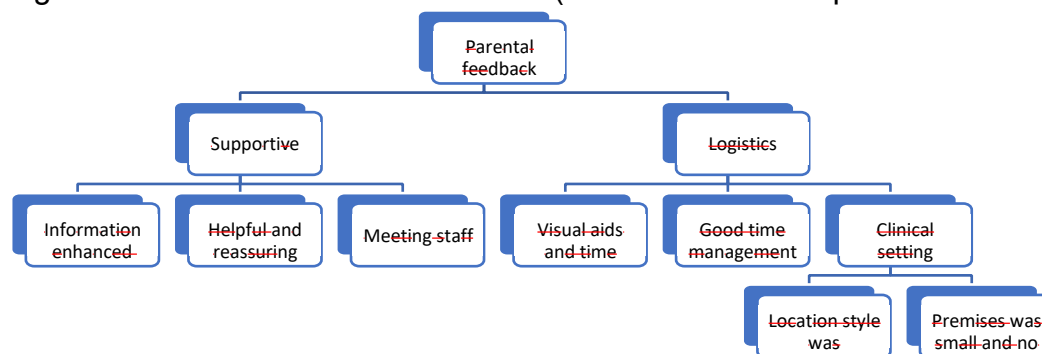 Parental
feedback
Supportive
Logistics
Information
enhanced
Helpful and
reassuring
Meeting staff
Visual aids
and time
Good time
management
Clinical
setting
Location style
was
Premises was
small and no